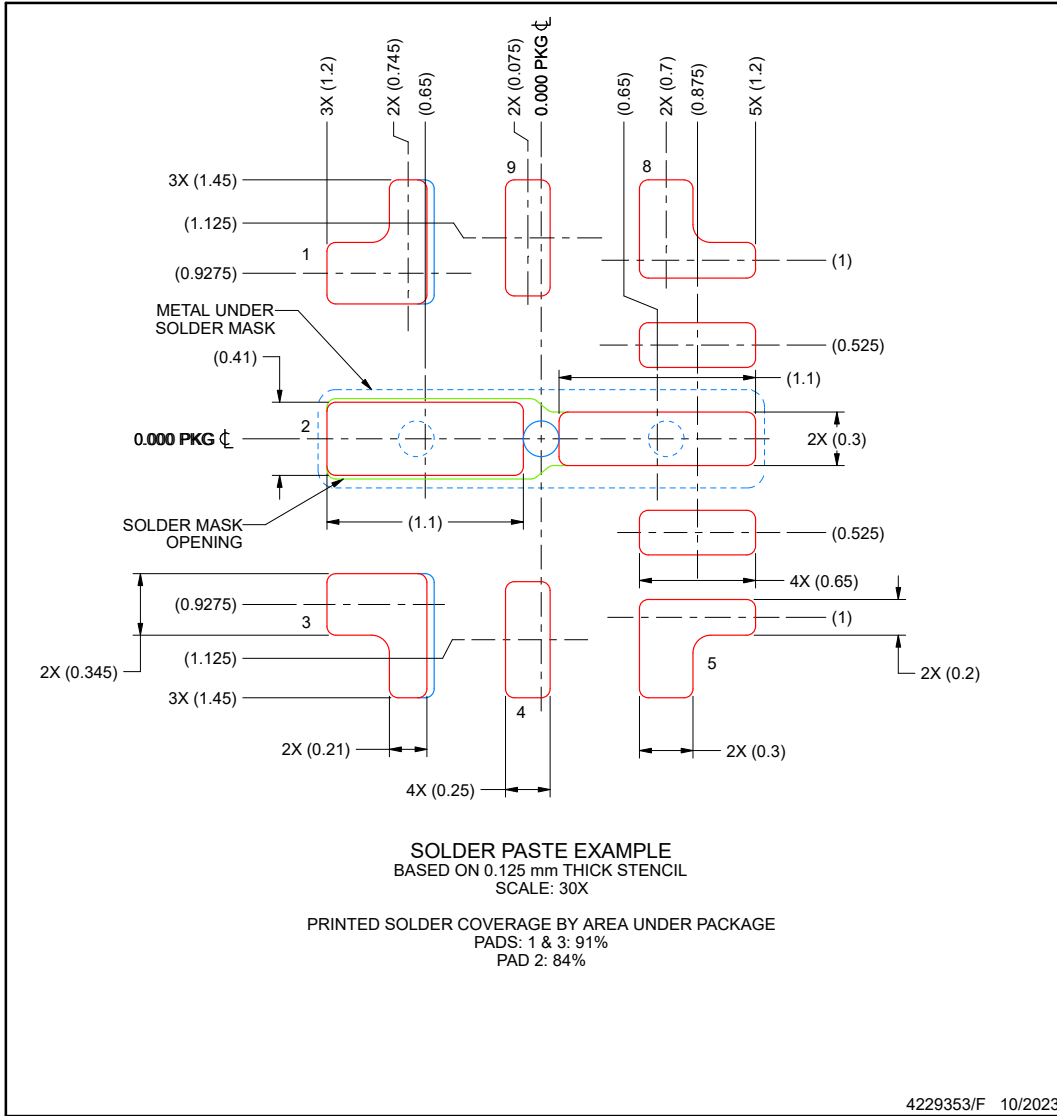 3X (1.2)
2X (0.745)
(0.65)
2X (0.075)
0.000 PKG ℄
(0.65)
2X (0.7)
(0.875)
5X (1.2)
3X (1.45)
9
8
(1.125)
1
(0.9275)
(1)
METAL UNDER
SOLDER MASK
(0.41)
(0.525)
(1.1)
2
0.000 PKG ℄
2X (0.3)
SOLDER MASK
OPENING
(1.1)
(0.525)
4X (0.65)
(0.9275)
3
(1)
(1.125)
5
2X (0.345)
2X (0.2)
3X (1.45)
4
2X (0.21)
2X (0.3)
4X (0.25)
SOLDER PASTE EXAMPLE
BASED ON 0.125 mm THICK STENCIL
SCALE: 30X
PRINTED SOLDER COVERAGE BY AREA UNDER PACKAGE
PADS: 1 & 3: 91%
PAD 2: 84%
4229353/F 10/2023